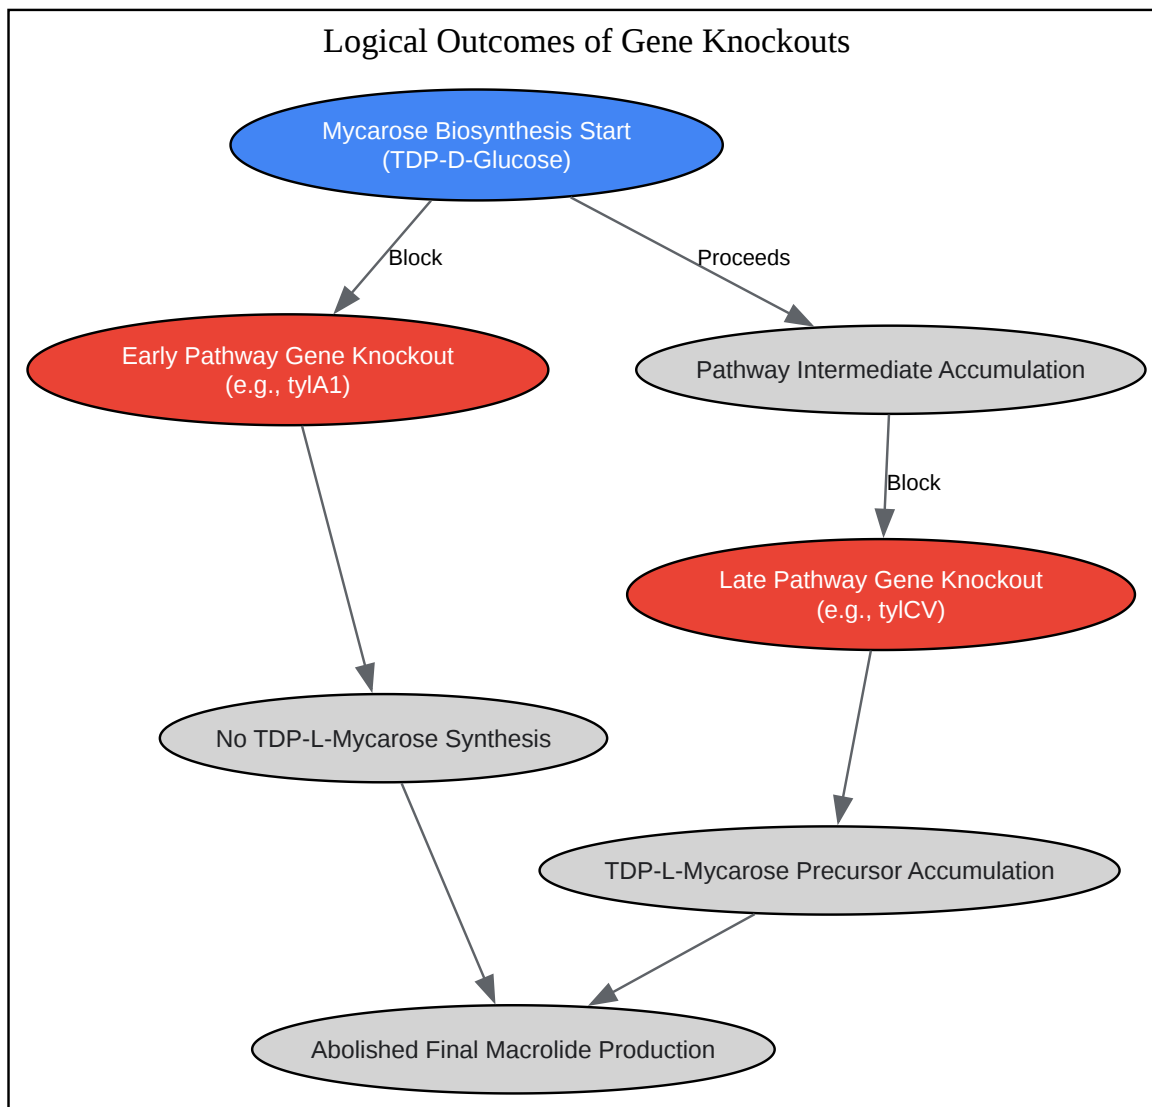 Logical Outcomes of Gene Knockouts
Mycarose Biosynthesis Start
(TDP-D-Glucose)
Block
Proceeds
Early Pathway Gene Knockout
(e.g., tylA1)
Pathway Intermediate Accumulation
Block
Late Pathway Gene Knockout
(e.g., tylCV)
No TDP-L-Mycarose Synthesis
TDP-L-Mycarose Precursor Accumulation
Abolished Final Macrolide Production